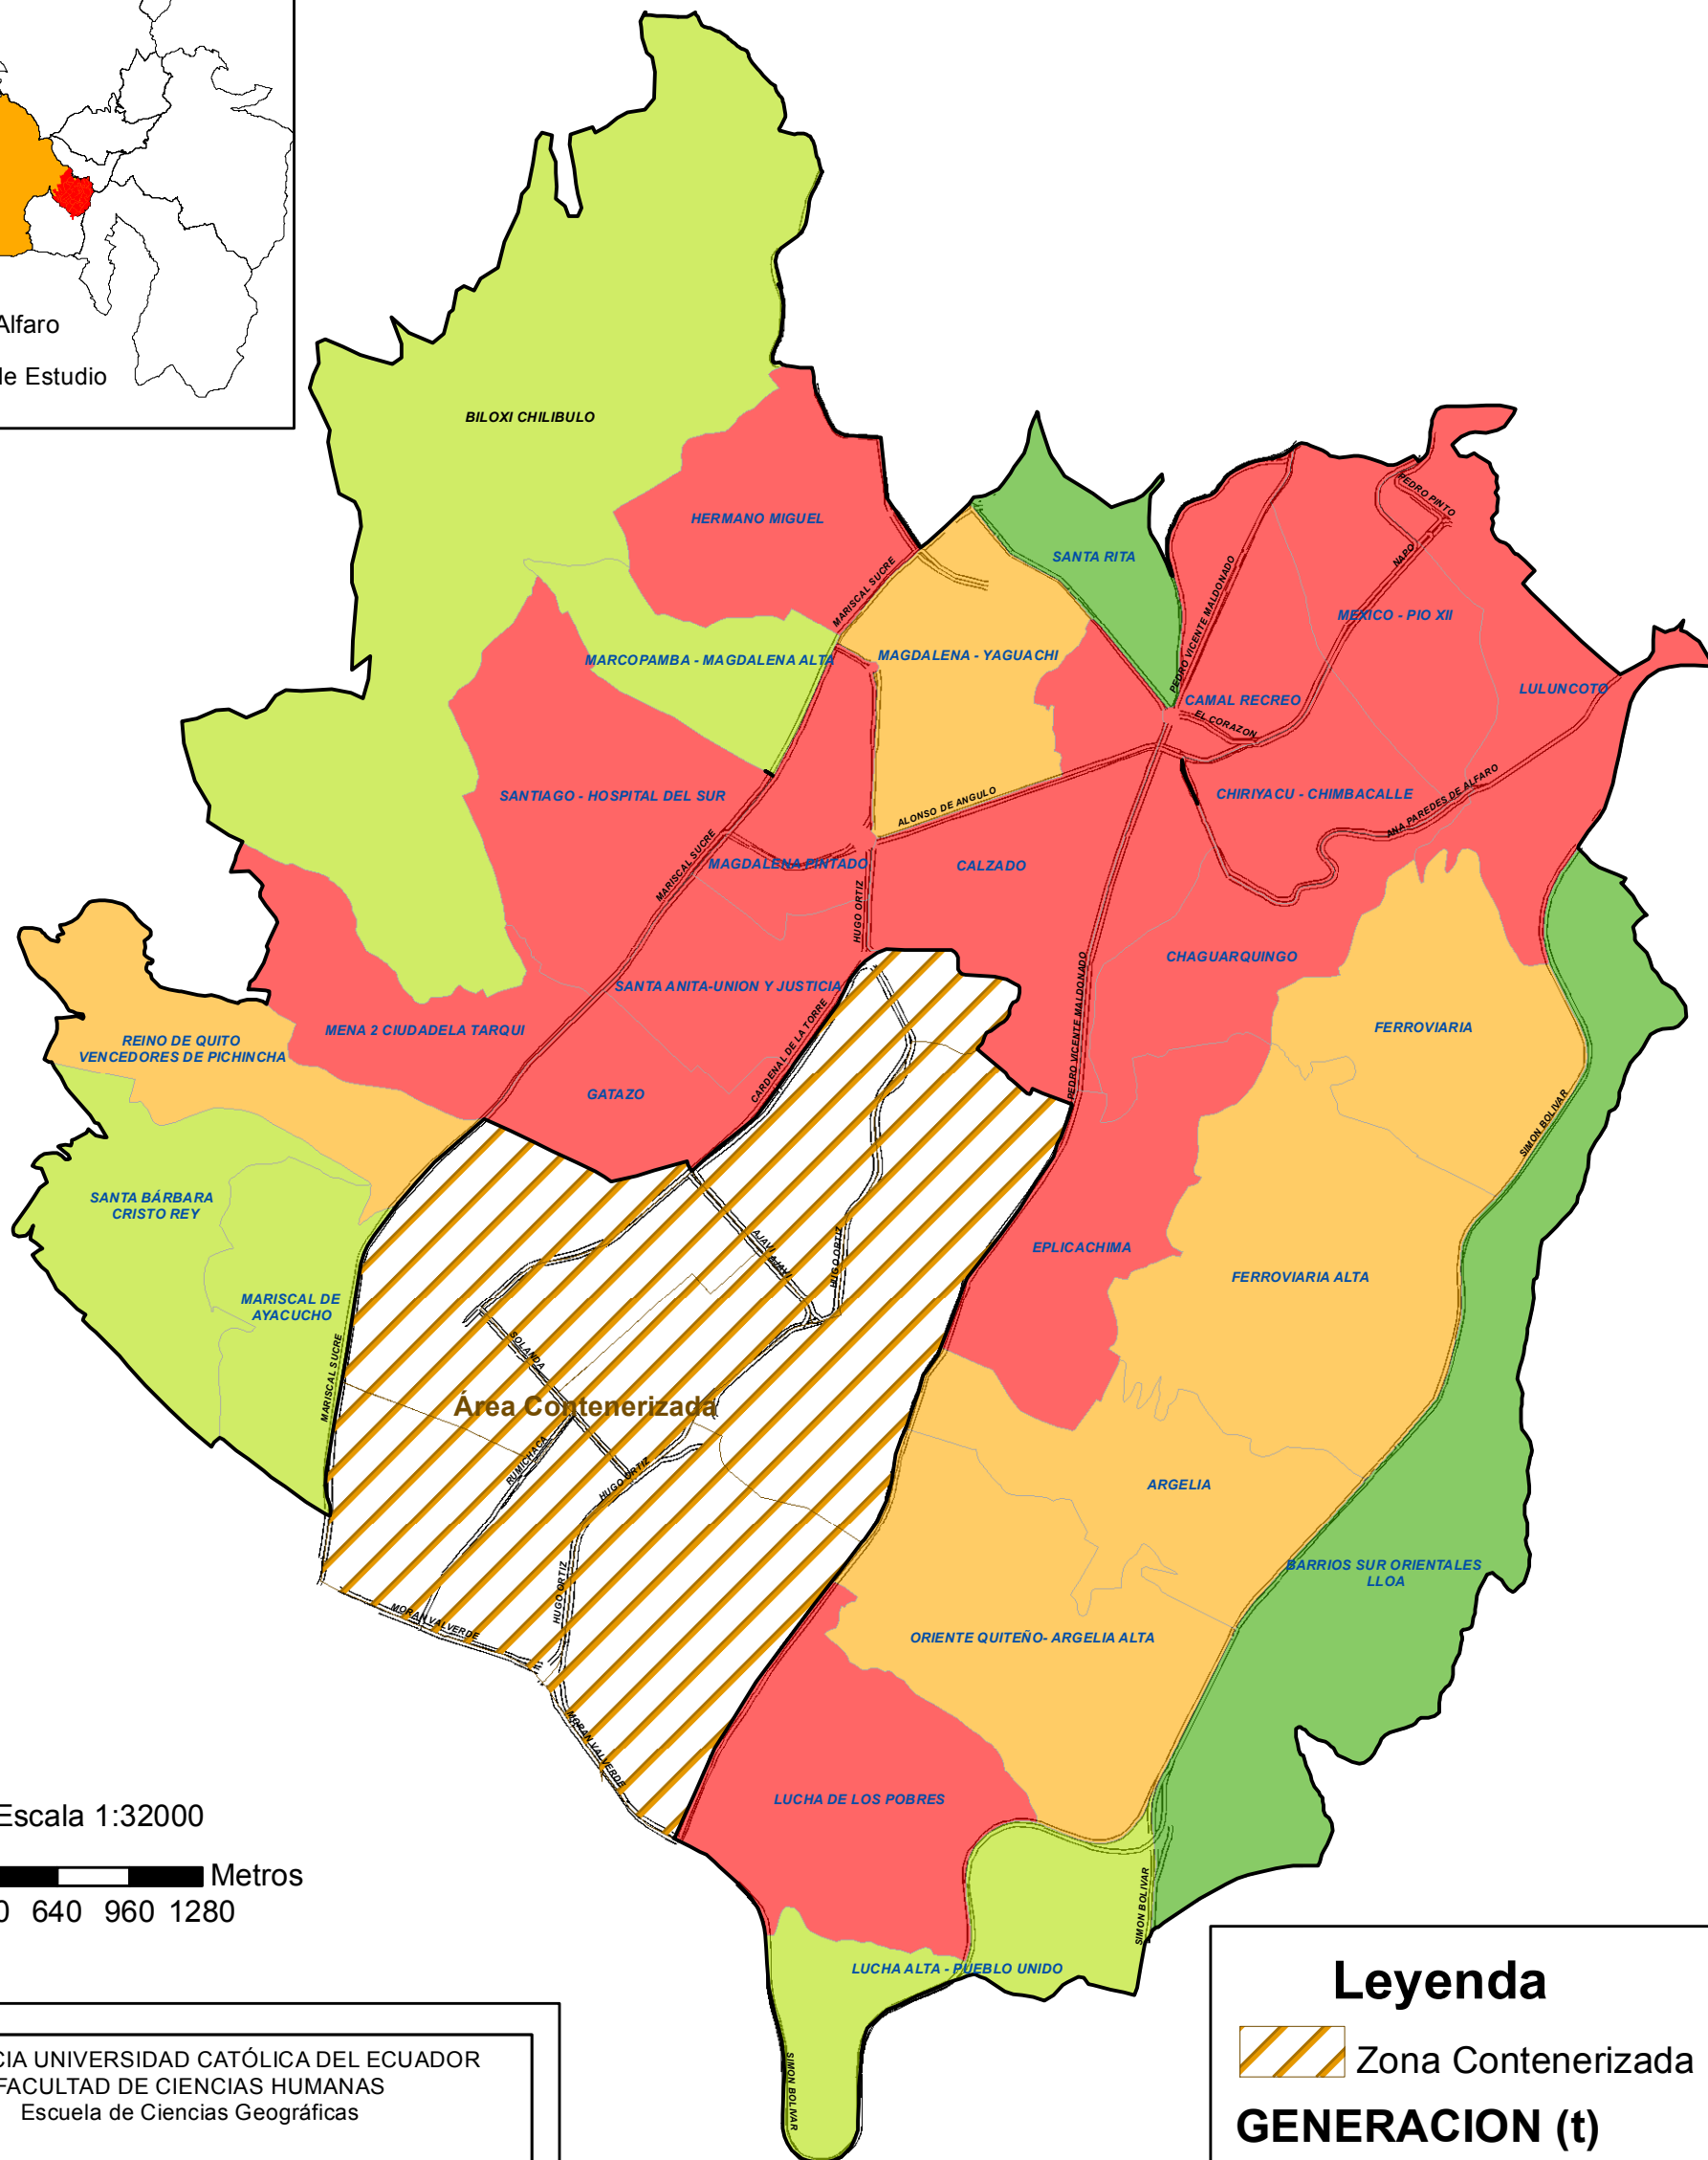 Alfaro
de Estudio
BILOXI CHILIBULO
HERMANO MIGUEL
SANTA RITA
PEDRO PINTO
NAPO
MARISCAL SUCRE
PEDRO VICENTE MALDONADO
MEXICO - PIO XII
MARCOPAMBA - MAGDALENA ALTA
MAGDALENA - YAGUACHI
LULUNCOTO
CAMAL RECREO
EL CORAZON
SANTIAGO - HOSPITAL DEL SUR
ALONSO DE ANGULO
CHIRIYACU - CHIMBACALLE
ANA PAREDES DE ALFARO
MARISCAL SUCRE
MAGDALENA PINTADO
CALZADO
HUGO ORTIZ
CHAGUARQUINGO
SANTA ANITA-UNION Y JUSTICIA
PEDRO VICENTE MALDONADO
FERROVIARIA
MENA 2 CIUDADELA TARQUI
REINO DE QUITO
VENCEDORES DE PICHINCHA
CARDENAL DE LA TORRE
GATAZO
SIMON BOLIVAR
SANTA BÁRBARA
CRISTO REY
AJAVI
AJAVI
HUGO ORTIZ
EPLICACHIMA
FERROVIARIA ALTA
MARISCAL DE
AYACUCHO
SOLANDA
MARISCAL SUCRE
Área Contenerizada
RUMICHACA
HUGO ORTIZ
ARGELIA
BARRIOS SUR ORIENTALES
LLOA
HUGO ORTIZ
MORAN VALVERDE
ORIENTE QUITEÑO- ARGELIA ALTA
MORAN VALVERDE
LUCHA DE LOS POBRES
Escala 1:32000
Metros
0 640 960 1280
SIMON BOLIVAR
LUCHA ALTA - PUEBLO UNIDO
SIMON BOLIVAR
CIA UNIVERSIDAD CATÓLICA DEL ECUADOR
FACULTAD DE CIENCIAS HUMANAS
Escuela de Ciencias Geográficas
Leyenda
Zona Contenerizada
GENERACION (t)